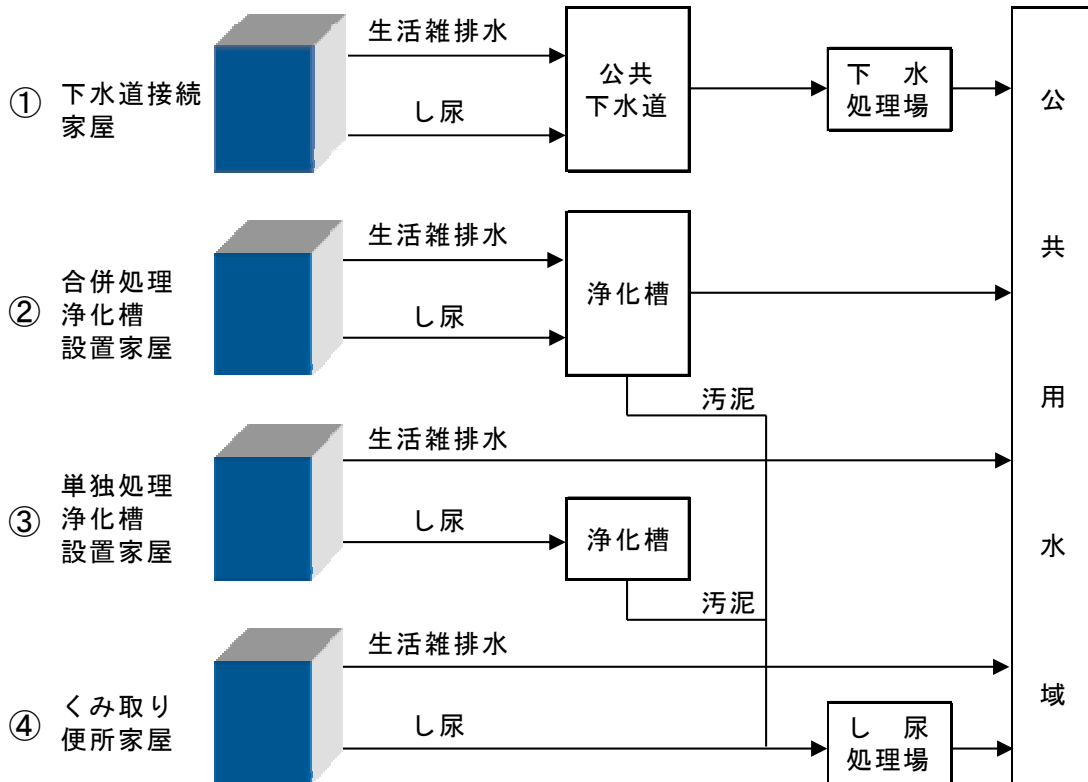 ① 下水道接続
家屋
生活雑排水
し尿
公共
下水道
下 水
処理場
② 合併処理
浄化槽
設置家屋
生活雑排水
し尿
浄化槽
汚泥
③ 単独処理
浄化槽
設置家屋
生活雑排水
し尿
浄化槽
汚泥
④ くみ取り
便所家屋
生活雑排水
し尿
し 尿
処理場
公共用水域